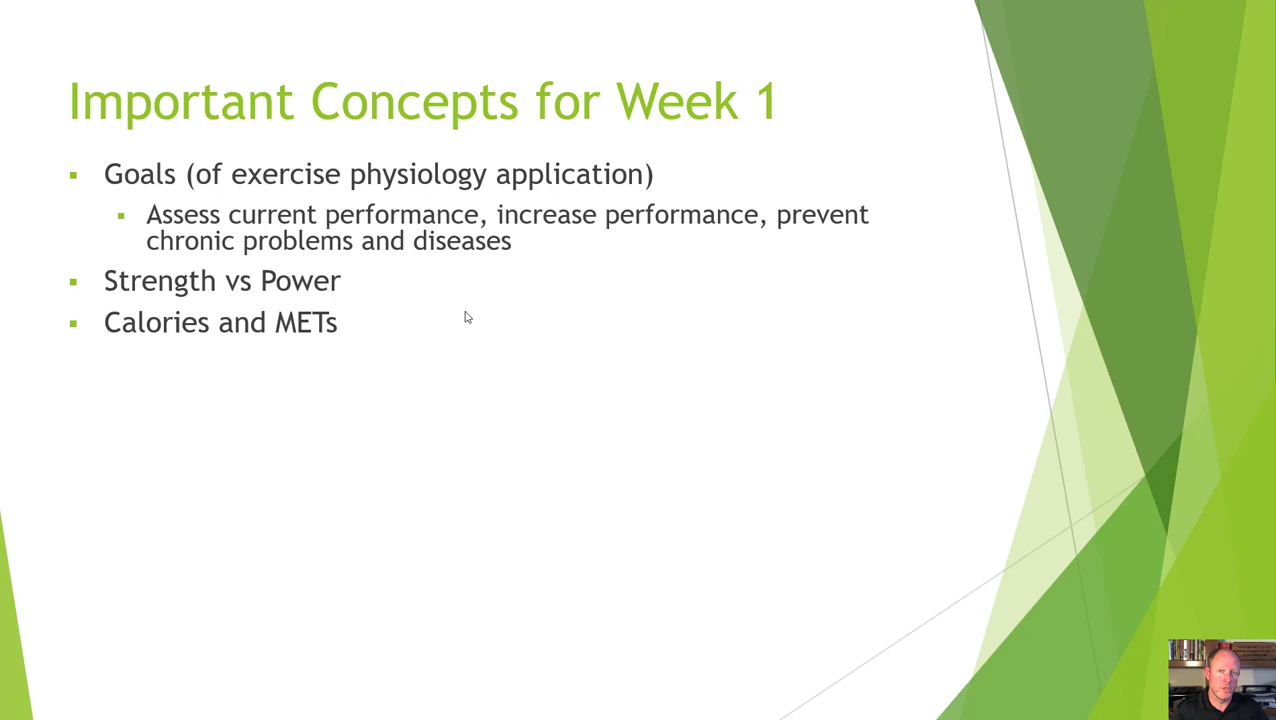 Important Concepts for Week 1
Goals (of exercise physiology application)
Assess current performance, increase performance, prevent
chronic problems and diseases
Strength vs Power
Calories and METs